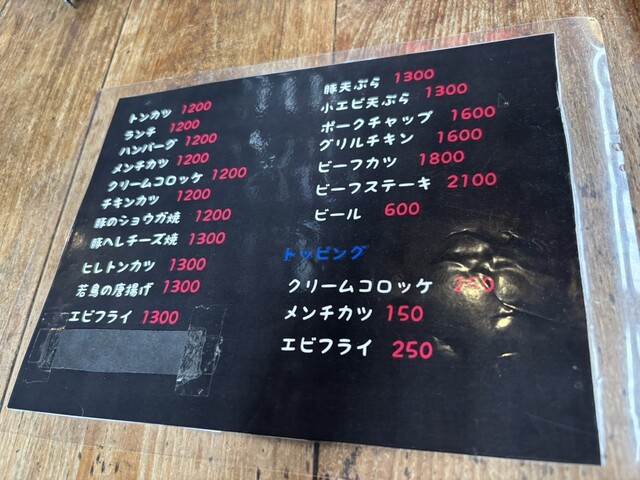 トンカツ 1200
ランチ 1200
ハンバーグ 1200
メンチカツ 1200
クリームコロッケ 1200
チキンカツ 1200
豚のショウガ焼 1200
豚ヘレチーズ焼 1300
ヒレトンカツ 1300
若鳥の唐揚げ 1300
エビフライ 1300
豚天ぷら 1300
小エビ天ぷら 1300
ポークチャップ 1600
グリルチキン 1600
ビーフカツ 1800
ビーフステーキ 2100
ビール 600
トッピング
クリームコロッケ
メンチカツ 150
エビフライ 250